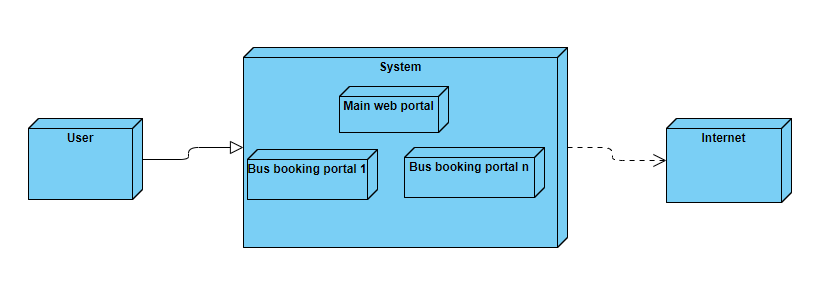 System
Main web portal
User
Internet
Bus booking portal 1
Bus booking portal n